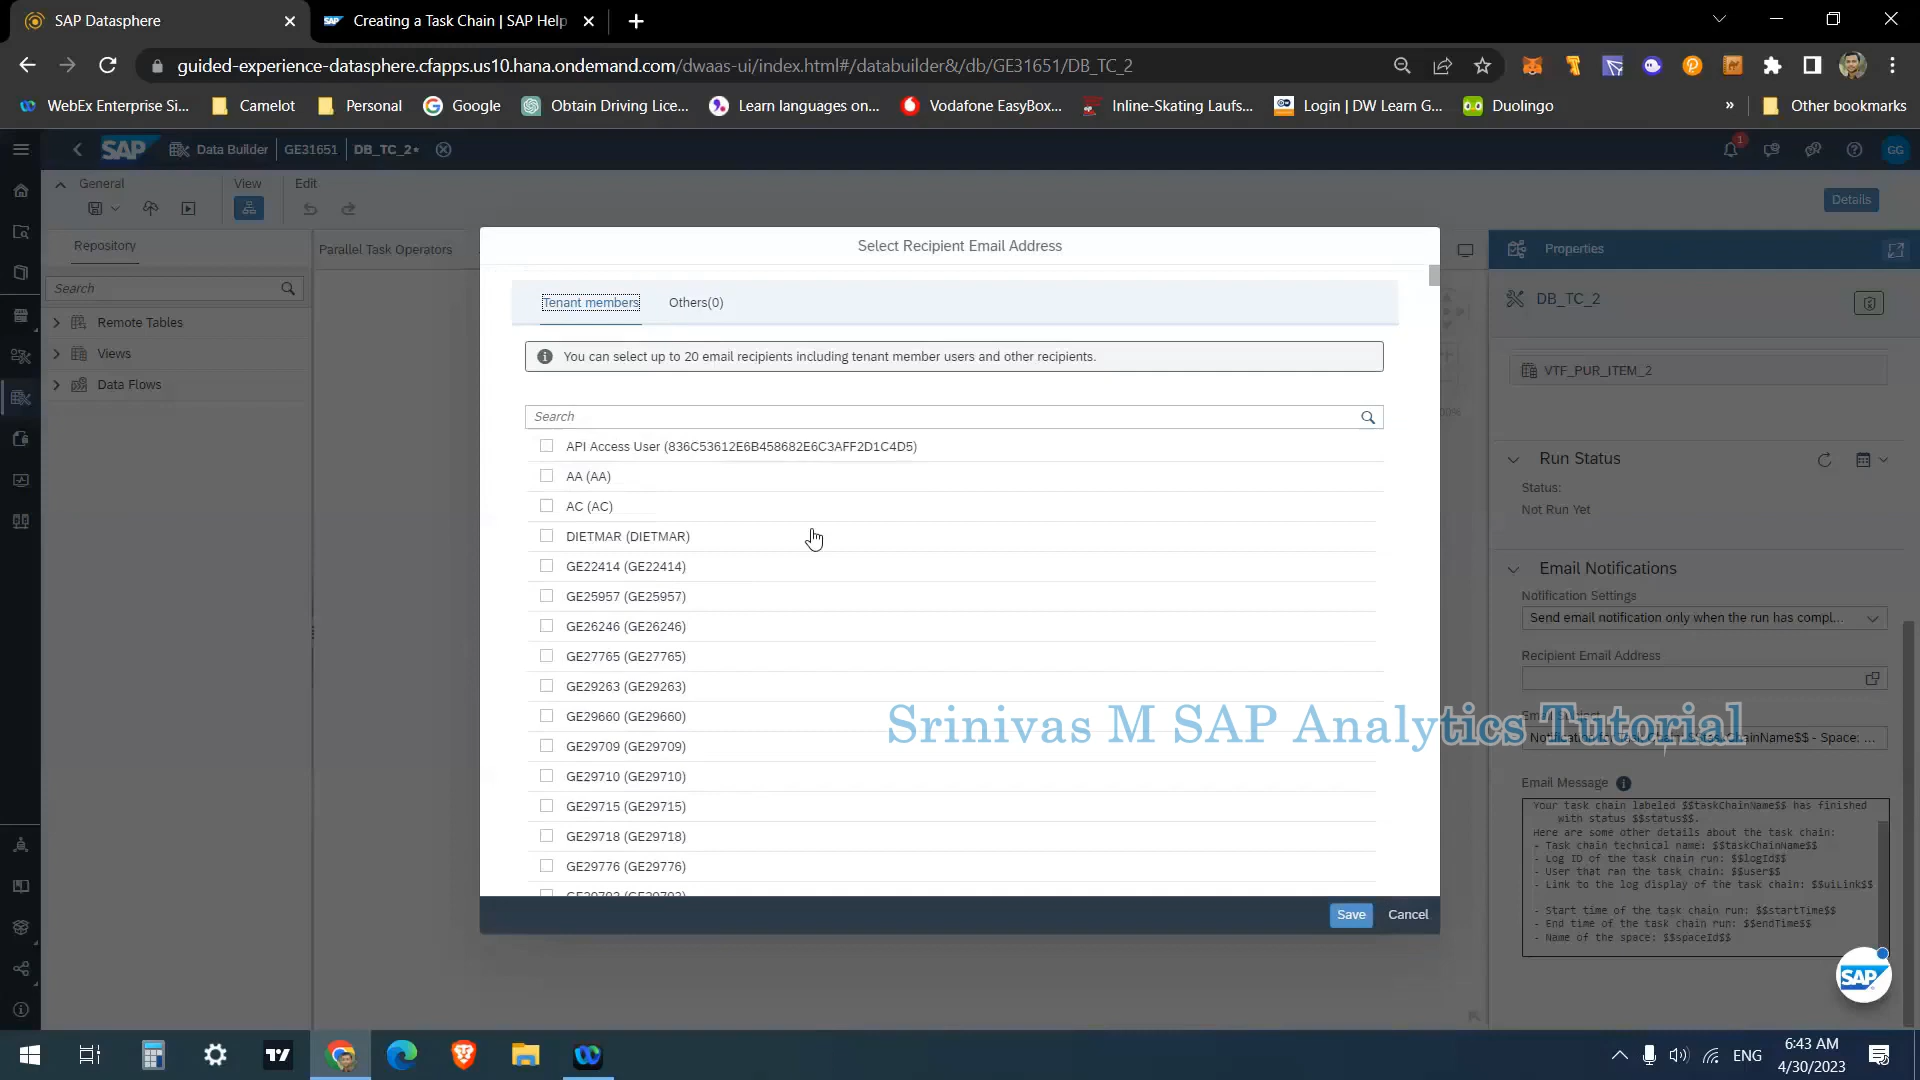 SAP Datasphere
SAP Creating a Task Chain | SAP Help
guided-experience-datasphere.cfapps.us10.hana.ondemand.com/dwaas-ui/index.html#/databuilder&/db/GE31651/DB_TC_2
WebEx Enterprise Si... Camelot Personal Google Obtain Driving Lice... Learn languages on... Vodafone EasyBox... Inline-Skating Laufs... Login | DW Learn G... Duolingo » Other bookmarks
SAP Data Builder GE31651 DB_TC_2* 1 GG
General View Edit
Details
Repository
Parallel Task Operators
Search
Remote Tables
Views
Data Flows
Select Recipient Email Address
Tenant members Others(0)
You can select up to 20 email recipients including tenant member users and other recipients.
Search
API Access User (836C53612E6B458682E6C3AFF2D1C4D5)
AA (AA)
AC (AC)
DIETMAR (DIETMAR)
GE22414 (GE22414)
GE25957 (GE25957)
GE26246 (GE26246)
GE27765 (GE27765)
GE29263 (GE29263)
GE29660 (GE29660)
GE29709 (GE29709)
GE29710 (GE29710)
GE29715 (GE29715)
GE29718 (GE29718)
GE29776 (GE29776)
Save Cancel
Properties
DB_TC_2
VTF_PUR_ITEM_2
Run Status
Status:
Not Run Yet
Email Notifications
Notification Settings
Send email notification only when the run has compl...
Recipient Email Address
Srinivas M SAP Analytics Tutorial
Email Message
Your task chain labeled $$taskChainName$$ has finished
with status $$status$$.
Here are some other details about the task chain:
- Task chain technical name: $$taskChainName$$
- Log ID of the task chain run: $$logId$$
- User that ran the task chain: $$user$$
- Link to the log display of the task chain: $$uiLink$$
- Start time of the task chain run: $$startTime$$
- End time of the task chain run: $$endTime$$
- Name of the space: $$spaceId$$
SAP
ENG
6:43 AM
4/30/2023